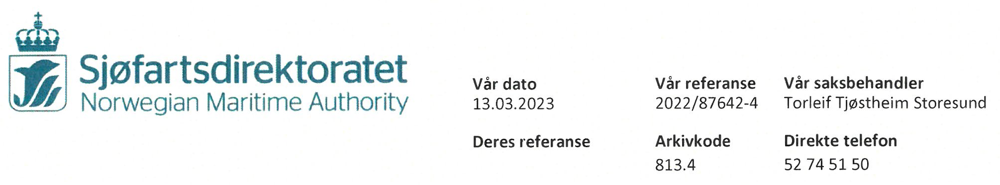 Sjøfartsdirektoratet
Norwegian Maritime Authority
Vår dato
13.03.2023
Vår referanse
2022/87642-4
Vår saksbehandler
Torleif Tjøstheim Storesund
Deres referanse
Arkivkode
813.4
Direkte telefon
52 74 51 50